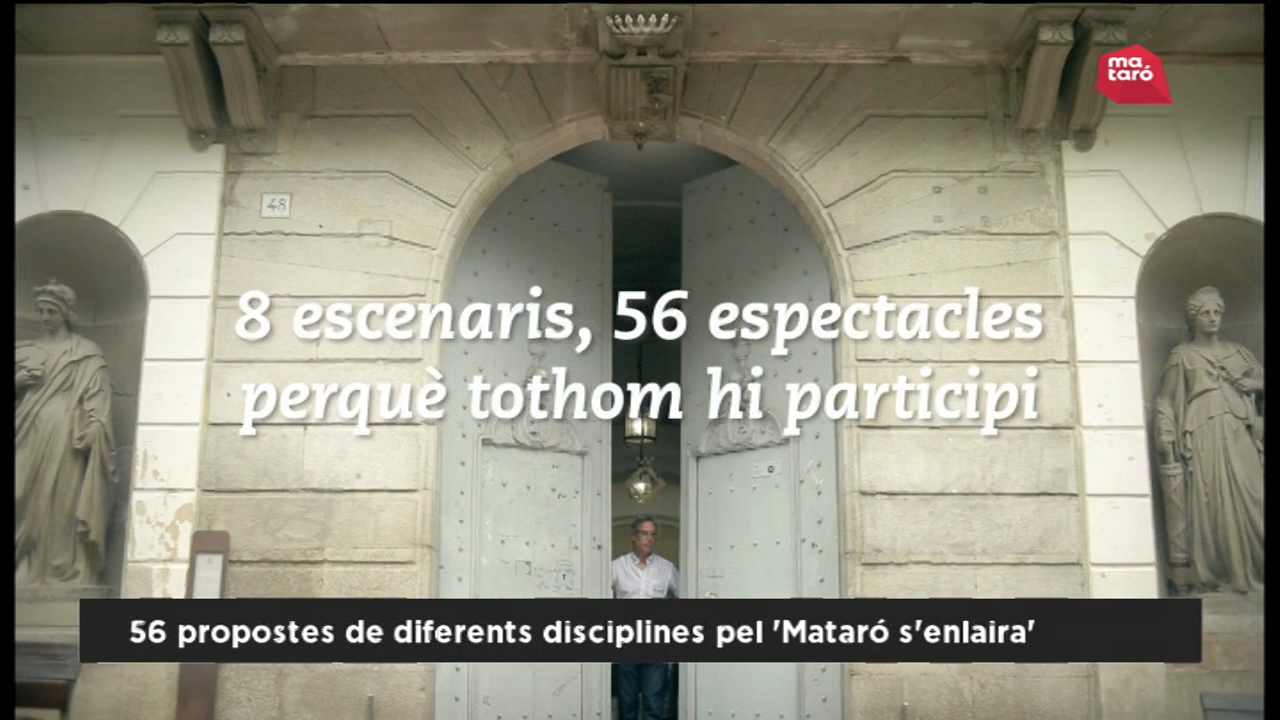 ma
taró
48
8 escenaris, 56 espectacles
perquè tothom hi participi
56 propostes de diferents disciplines pel 'Mataró s'enlaira'